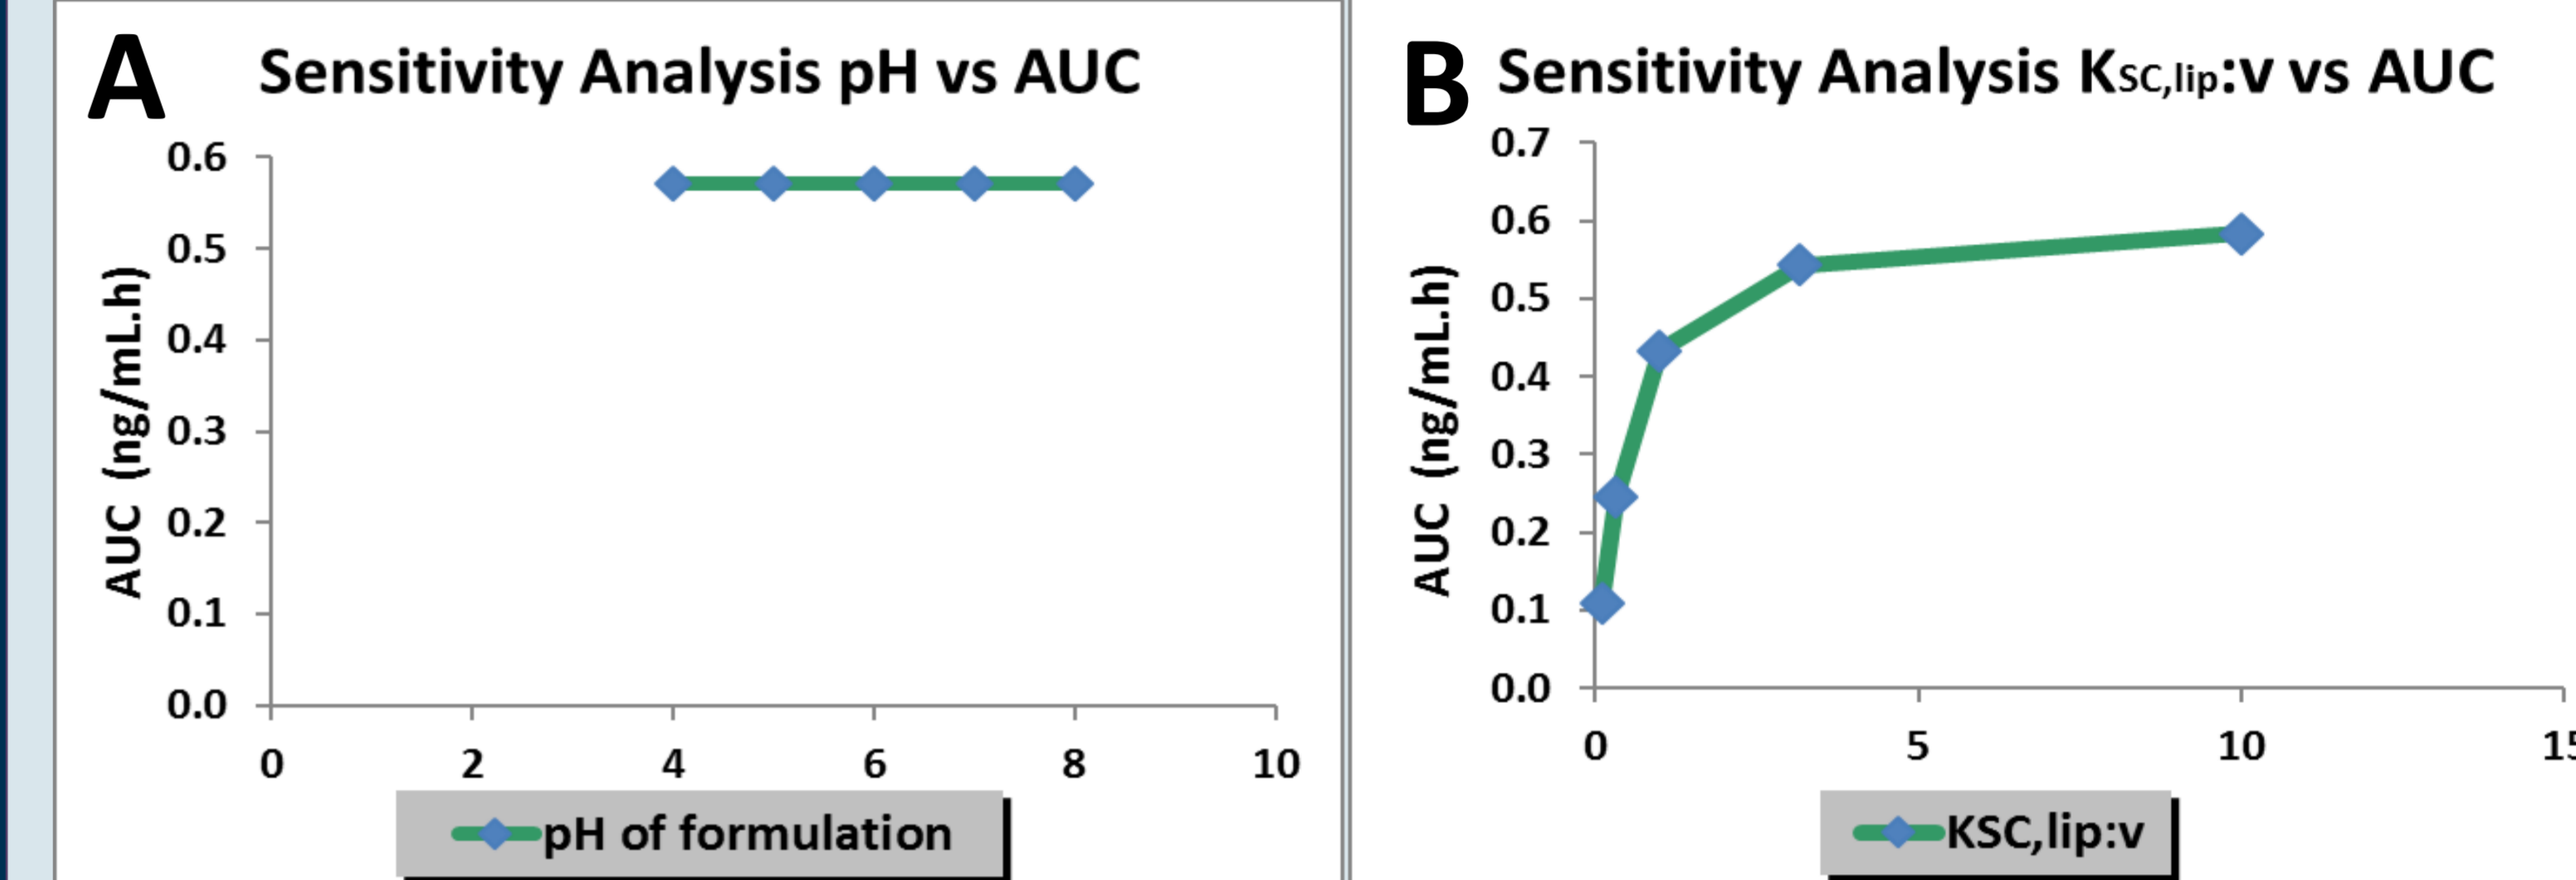 A
Sensitivity Analysis pH vs AUC
0.6
0.5
0.4
0.3
0.2
0.1
0.0
AUC (ng/mL.h)
0 2 4 6 8 10
pH of formulation
B
Sensitivity Analysis KSC,lip:v vs AUC
0.7
0.6
0.5
0.4
0.3
0.2
0.1
0.0
AUC (ng/mL.h)
0 5 10 15
KSC,lip:v